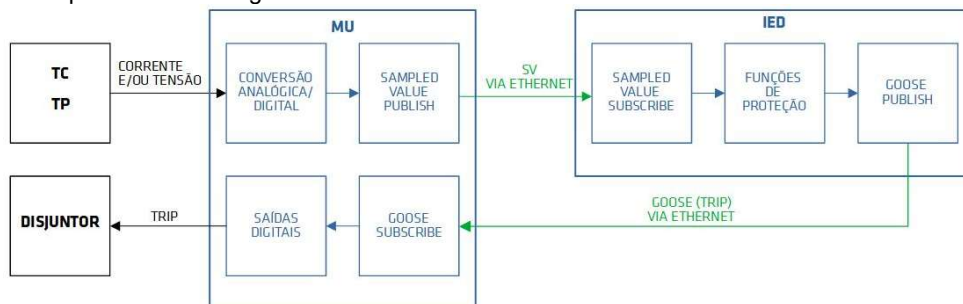 MU
IED
TC
TP
CORRENTE
E/OU TENSÃO
CONVERSÃO
ANALÓGICA/
DIGITAL
SAMPLED
VALUE
PUBLISH
SV
VIA ETHERNET
SAMPLED
VALUE
SUBSCRIBE
FUNÇÕES
DE
PROTEÇÃO
GOOSE
PUBLISH
DISJUNTOR
TRIP
SAÍDAS
DIGITAIS
GOOSE
SUBSCRIBE
GOOSE (TRIP)
VIA ETHERNET